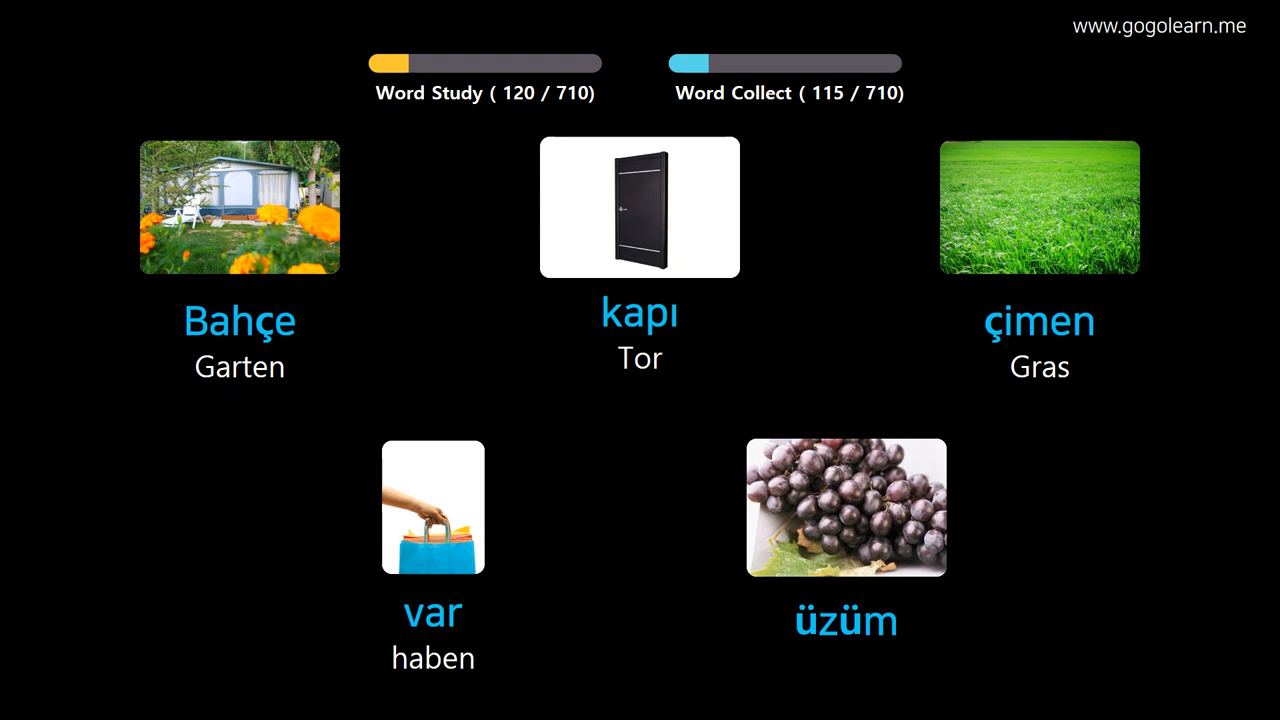 www.gogolearn.me
Word Study ( 120 / 710)
Word Collect ( 115 / 710)
Bahçe
Garten
kapı
Tor
çimen
Gras
var
haben
üzüm